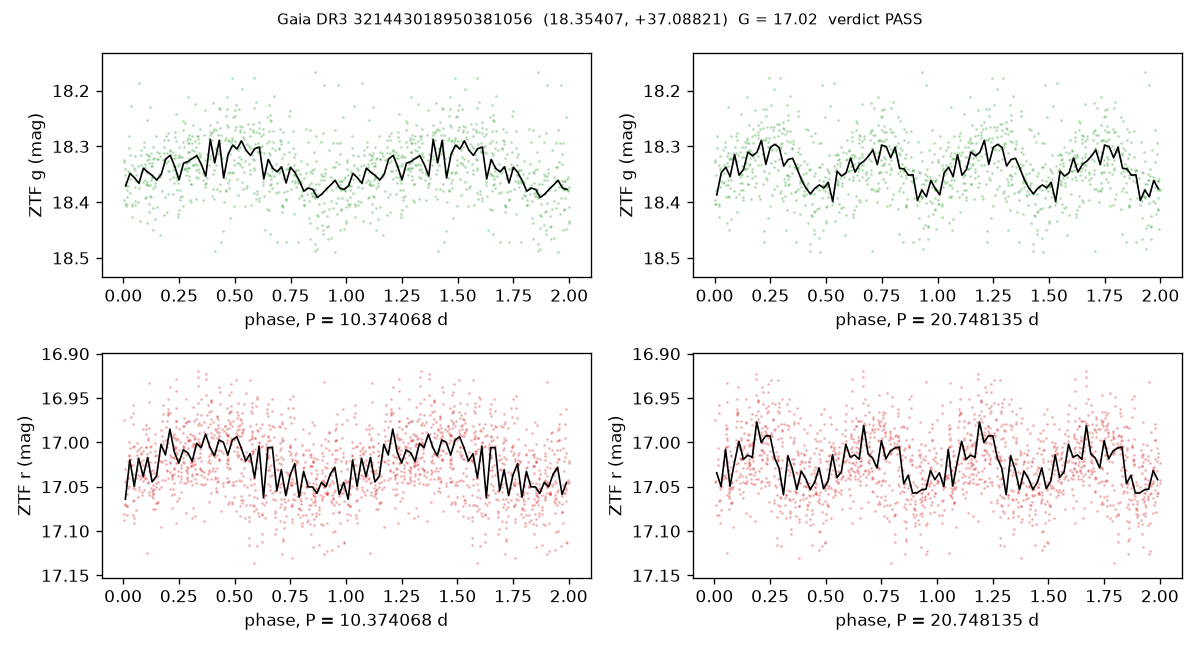 Gaia DR3 321443018950381056  (18.35407, +37.08821)  G = 17.02  verdict PASS
ZTF g (mag)
18.2
18.3
18.4
18.5
0.00 0.25 0.50 0.75 1.00 1.25 1.50 1.75 2.00
phase, P = 10.374068 d
ZTF g (mag)
18.2
18.3
18.4
18.5
0.00 0.25 0.50 0.75 1.00 1.25 1.50 1.75 2.00
phase, P = 20.748135 d
ZTF r (mag)
16.90
16.95
17.00
17.05
17.10
17.15
0.00 0.25 0.50 0.75 1.00 1.25 1.50 1.75 2.00
phase, P = 10.374068 d
ZTF r (mag)
16.90
16.95
17.00
17.05
17.10
17.15
0.00 0.25 0.50 0.75 1.00 1.25 1.50 1.75 2.00
phase, P = 20.748135 d